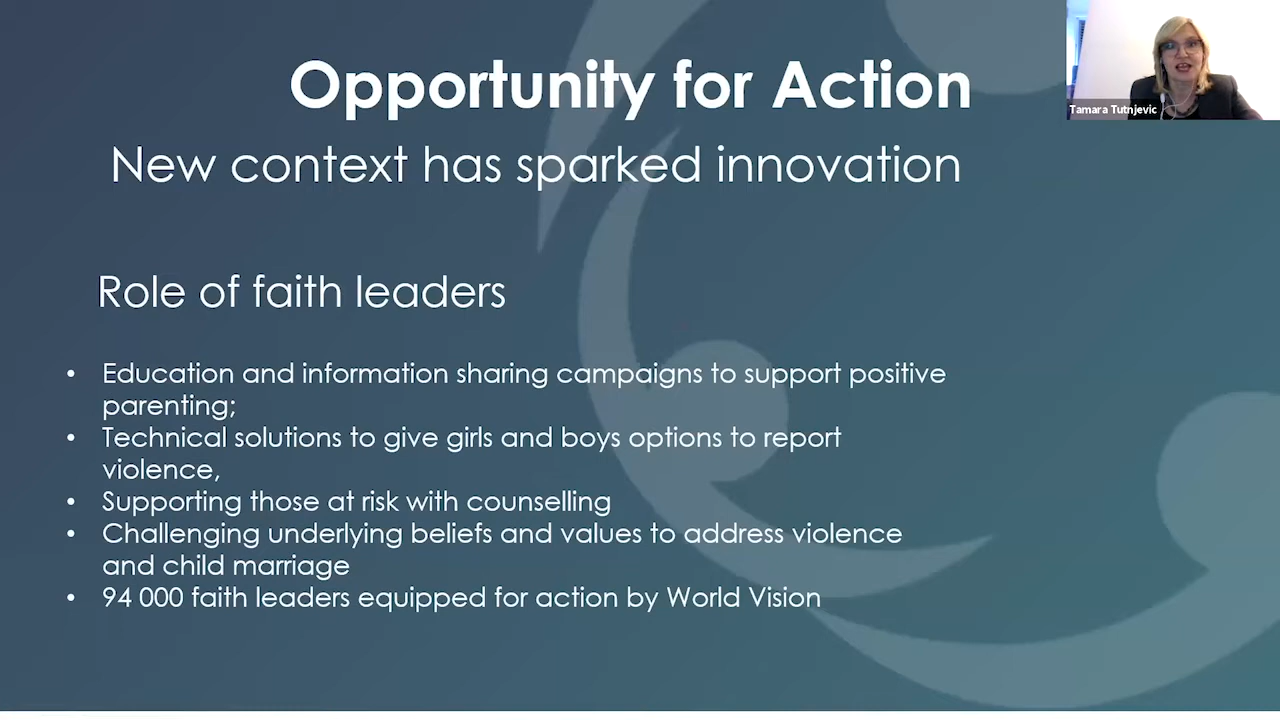 Opportunity for Action
Tamara Tutnjevic
New context has sparked innovation
Role of faith leaders
• Education and information sharing campaigns to support positive
parenting;
• Technical solutions to give girls and boys options to report
violence,
• Supporting those at risk with counselling
• Challenging underlying beliefs and values to address violence
and child marriage
• 94 000 faith leaders equipped for action by World Vision